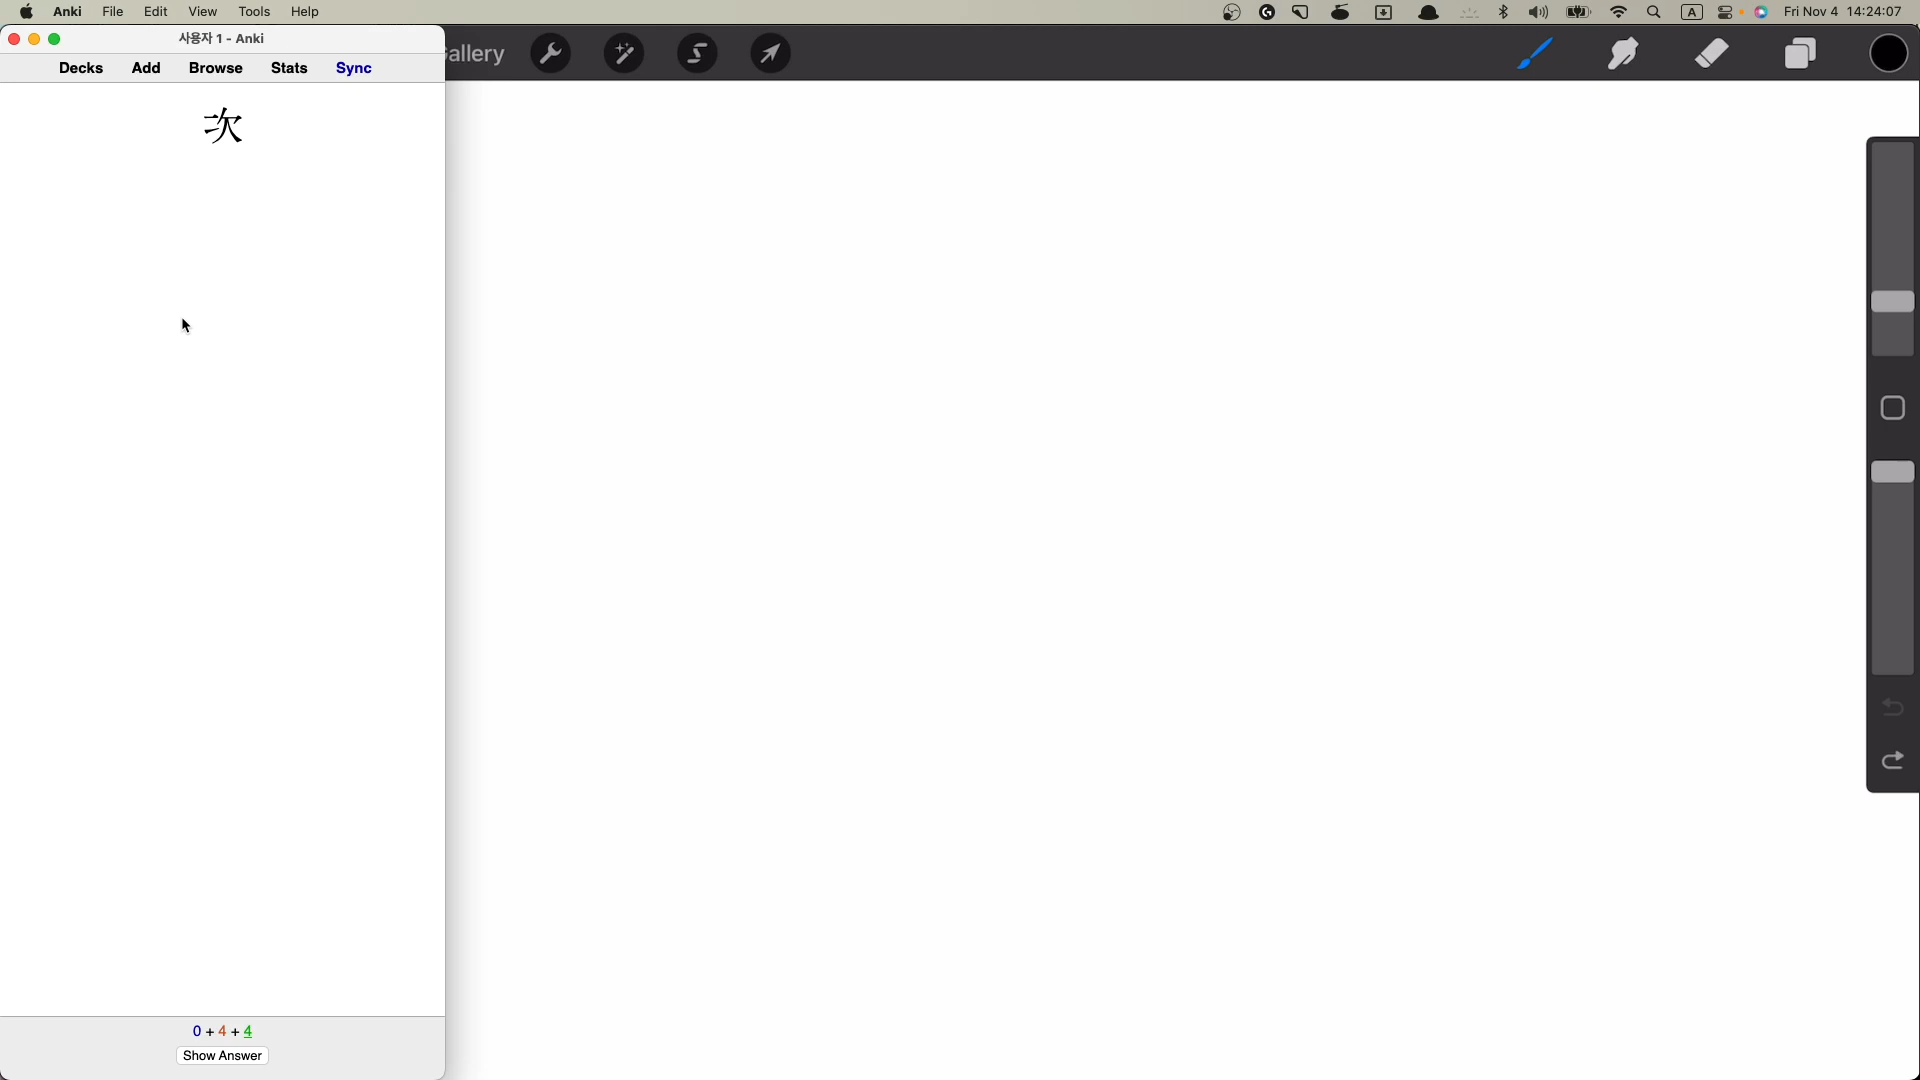 Anki File Edit View Tools Help A Fri Nov 4 14:24:07
사용자 1 - Anki
Decks Add Browse Stats Sync
allery
次
0 + 4 + 4
Show Answer